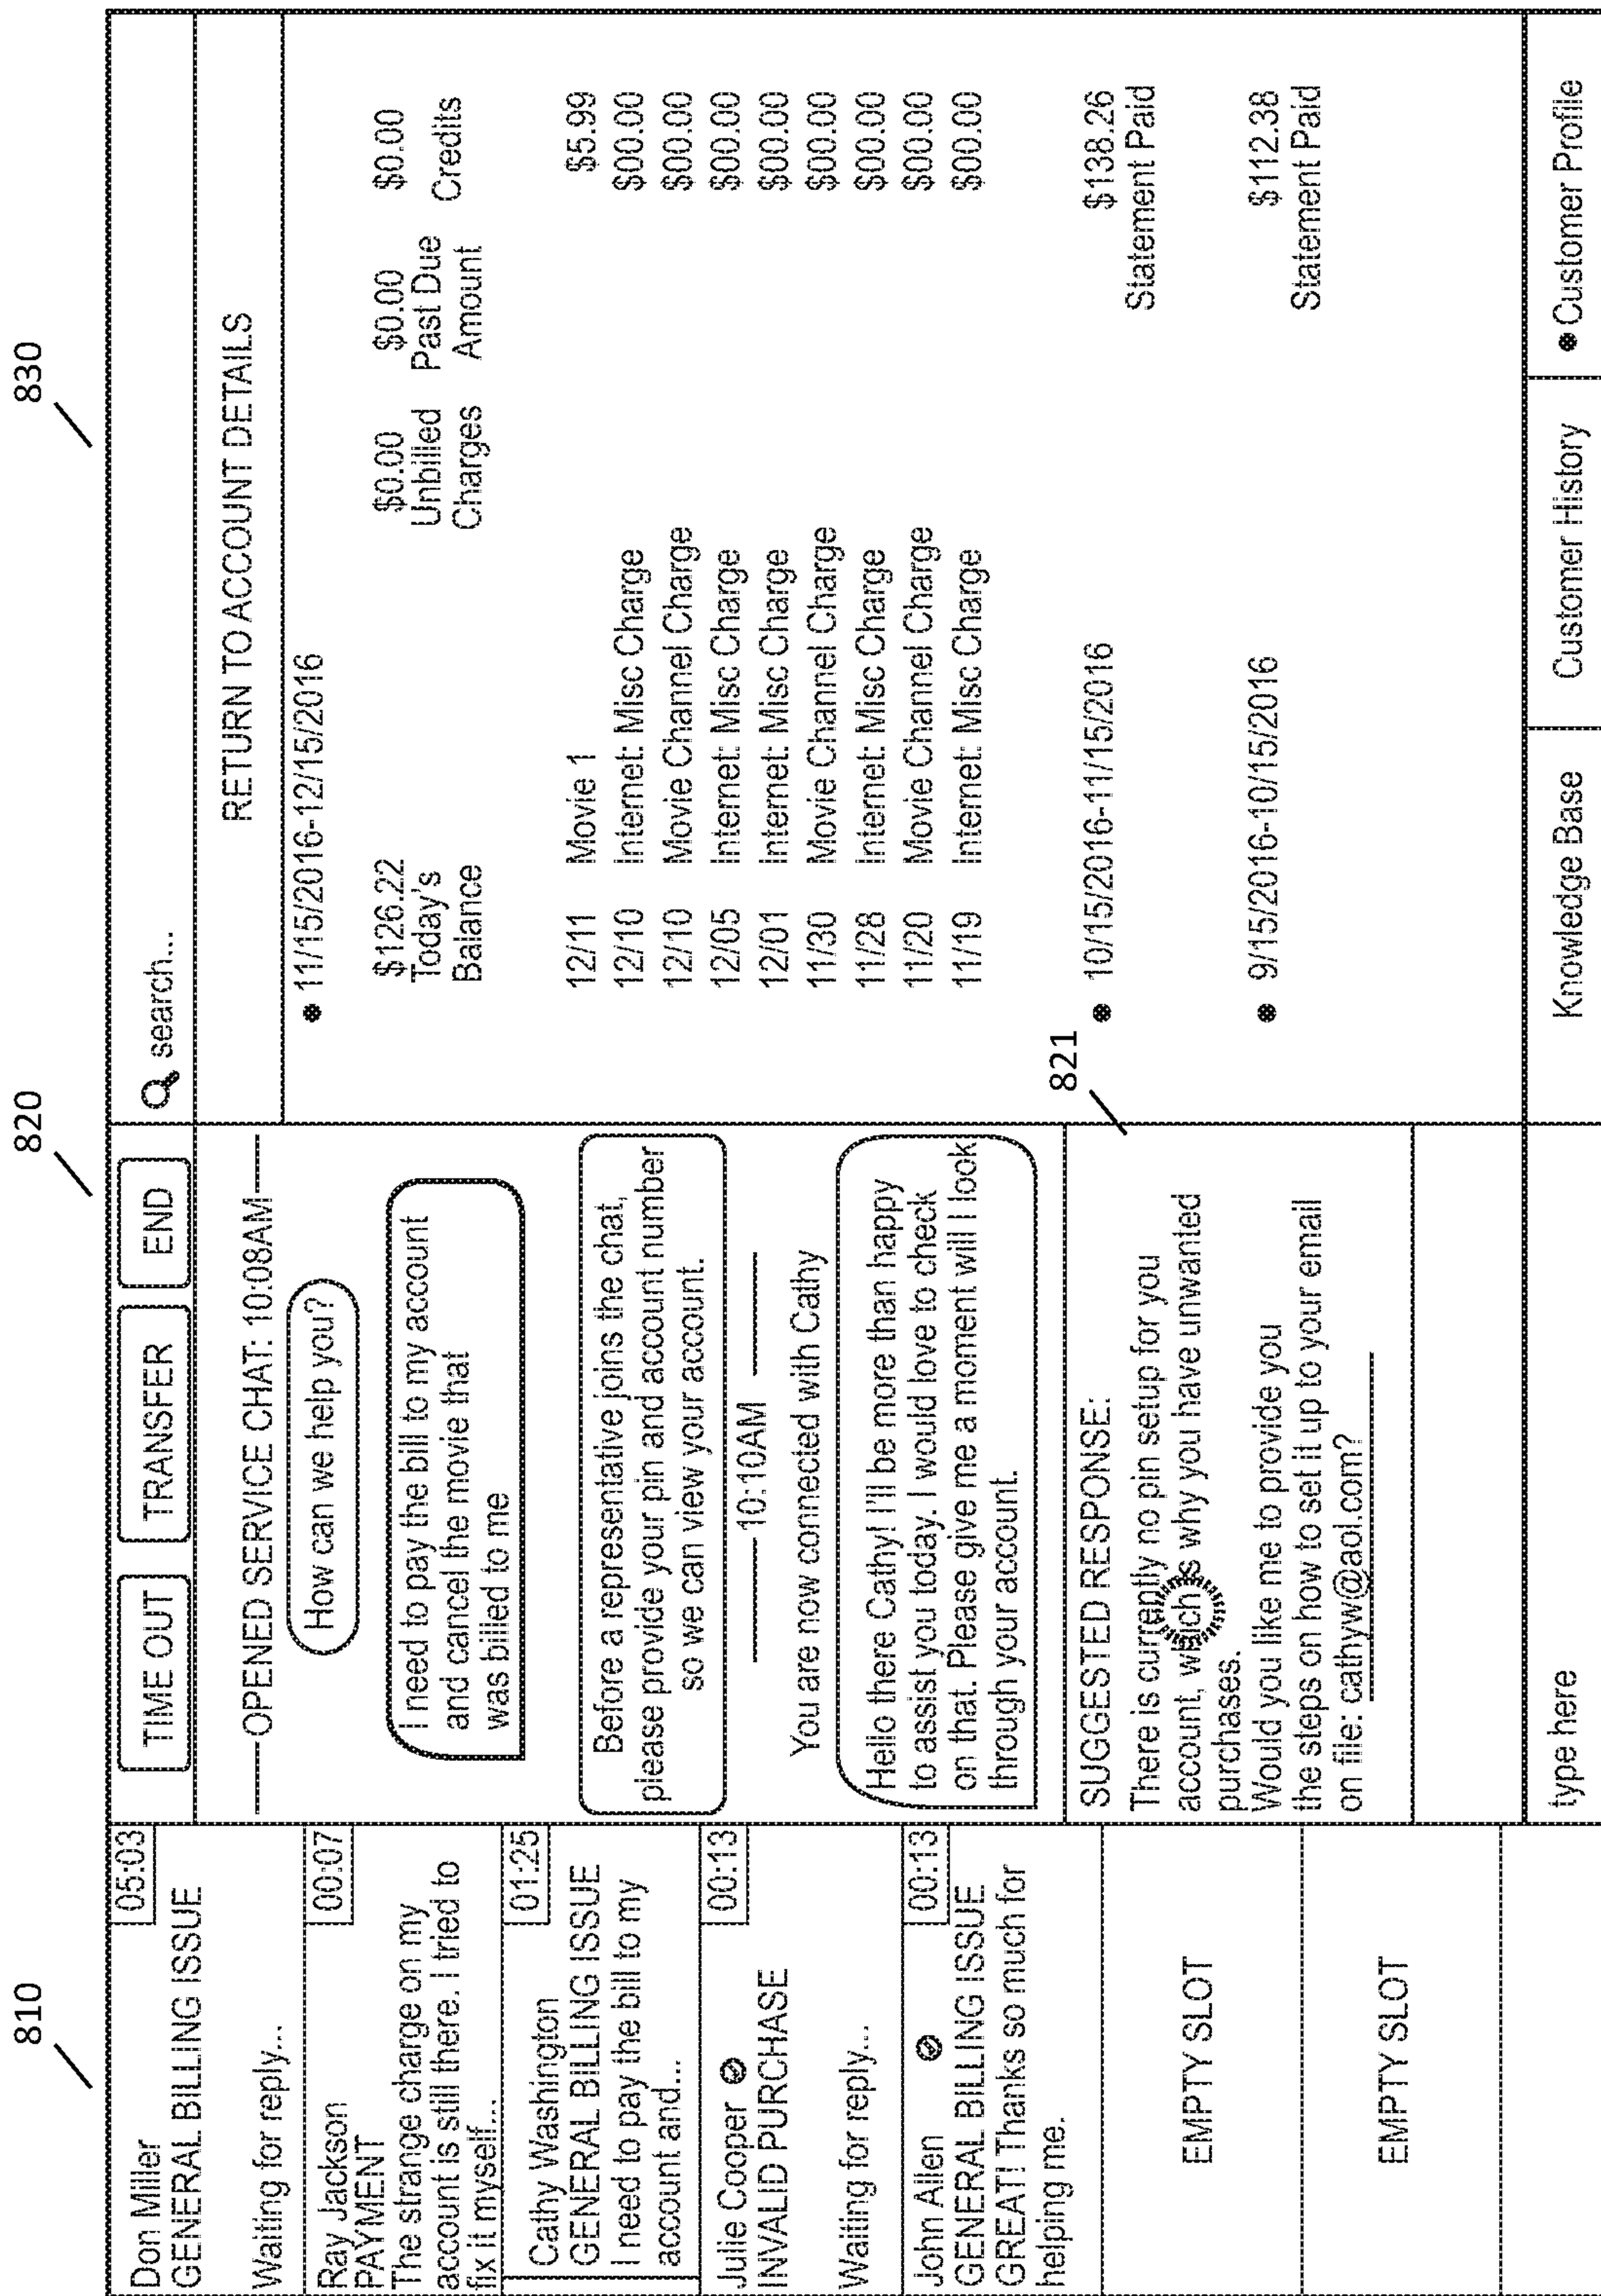 810
820
830
Don Miller
05:03
GENERAL BILLING ISSUE
Waiting for reply...
Ray Jackson
00:07
PAYMENT
The strange charge on my
account is still there. I tried to
fix it myself...
Cathy Washington
01:25
GENERAL BILLING ISSUE
I need to pay the bill to my
account and...
Julie Cooper
00:13
INVALID PURCHASE
Waiting for reply...
John Allen
00:13
GENERAL BILLING ISSUE
GREAT! Thanks so much for
helping me.
EMPTY SLOT
EMPTY SLOT
TIME OUT
TRANSFER
END
OPENED SERVICE CHAT: 10:08AM
How can we help you?
I need to pay the bill to my account
and cancel the movie that
was billed to me
Before a representative joins the chat,
please provide your pin and account number
so we can view your account.
10:10AM
You are now connected with Cathy
Hello there Cathy! I'll be more than happy
to assist you today. I would love to check
on that. Please give me a moment will I look
through your account.
821
SUGGESTED RESPONSE:
There is currently no pin setup for you
account, which is why you have unwanted
purchases.
Would you like me to provide you
the steps on how to set it up to your email
on file: cathyw@aol.com?
type here
search...
RETURN TO ACCOUNT DETAILS
11/15/2016-12/15/2016
$126.22 $0.00 $0.00 $0.00
Today's Unbilled Past Due Credits
Balance Charges Amount
12/11 Movie 1 $5.99
12/10 Internet: Misc Charge $00.00
12/10 Movie Channel Charge $00.00
12/05 Internet: Misc Charge $00.00
12/01 Internet: Misc Charge $00.00
11/30 Movie Channel Charge $00.00
11/28 Internet: Misc Charge $00.00
11/20 Movie Channel Charge $00.00
11/19 Internet: Misc Charge $00.00
10/15/2016-11/15/2016 $138.26
Statement Paid
9/15/2016-10/15/2016 $112.38
Statement Paid
Knowledge Base
Customer History
Customer Profile